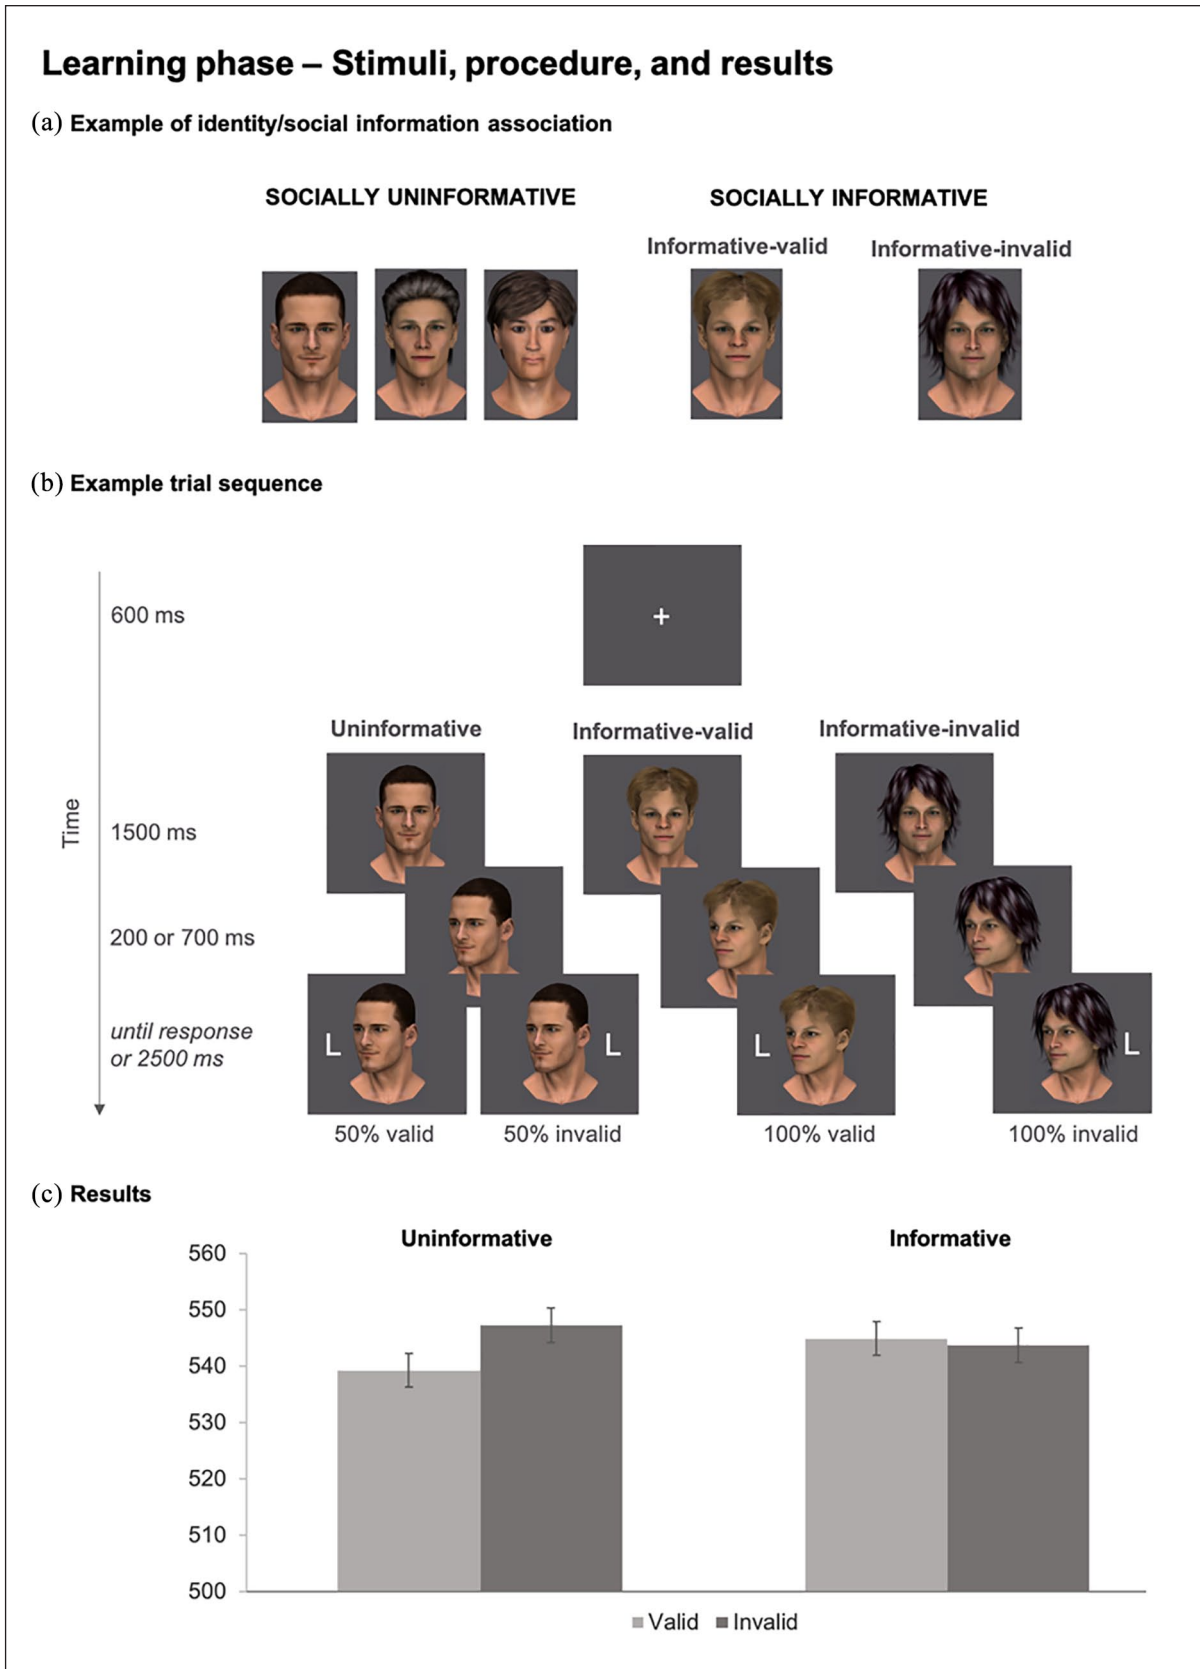 Learning phase – Stimuli, procedure, and results
(a) Example of identity/social information association
SOCIALLY UNINFORMATIVE
SOCIALLY INFORMATIVE
Informative-valid
Informative-invalid
(b) Example trial sequence
Time
600 ms
+
Uninformative
Informative-valid
Informative-invalid
1500 ms
200 or 700 ms
until response
or 2500 ms
L
L
L
L
50% valid
50% invalid
100% valid
100% invalid
(c) Results
Uninformative
Informative
560
550
540
530
520
510
500
Valid
Invalid